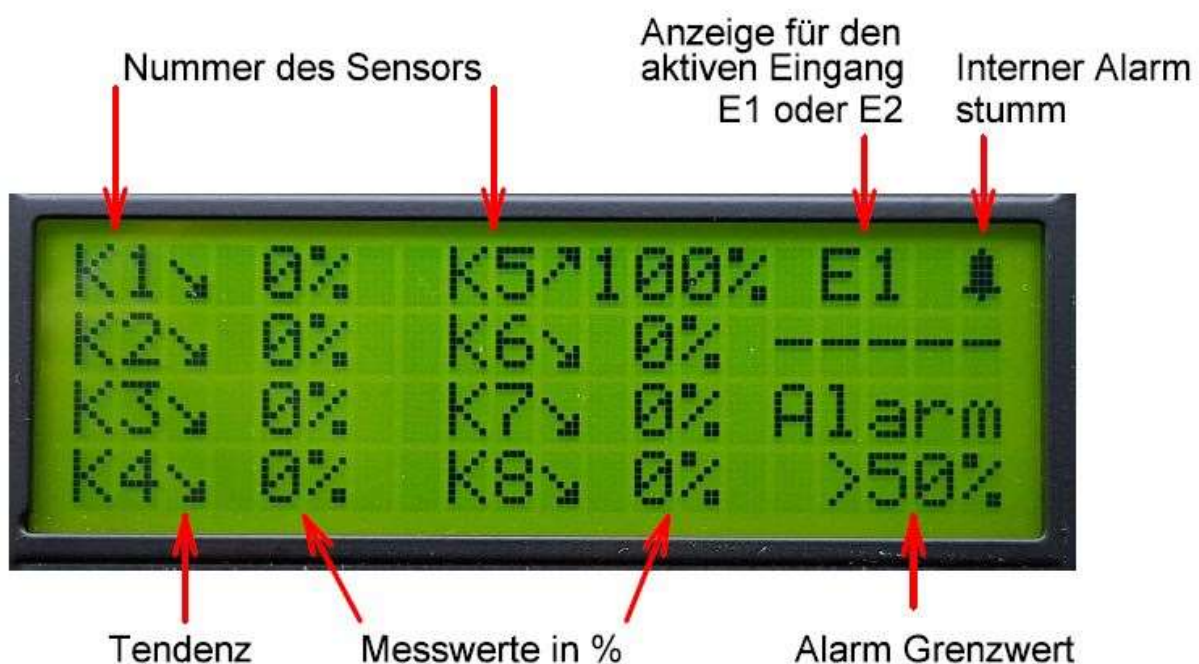 Nummer des Sensors
Anzeige für den
aktiven Eingang
E1 oder E2
Interner Alarm
stumm
K1↘ 0% K5↗100% E1
K2↘ 0% K6↘ 0% -----
K3↘ 0% K7↘ 0% Alarm
K4↘ 0% K8↘ 0% >50%
Tendenz
Messwerte in %
Alarm Grenzwert